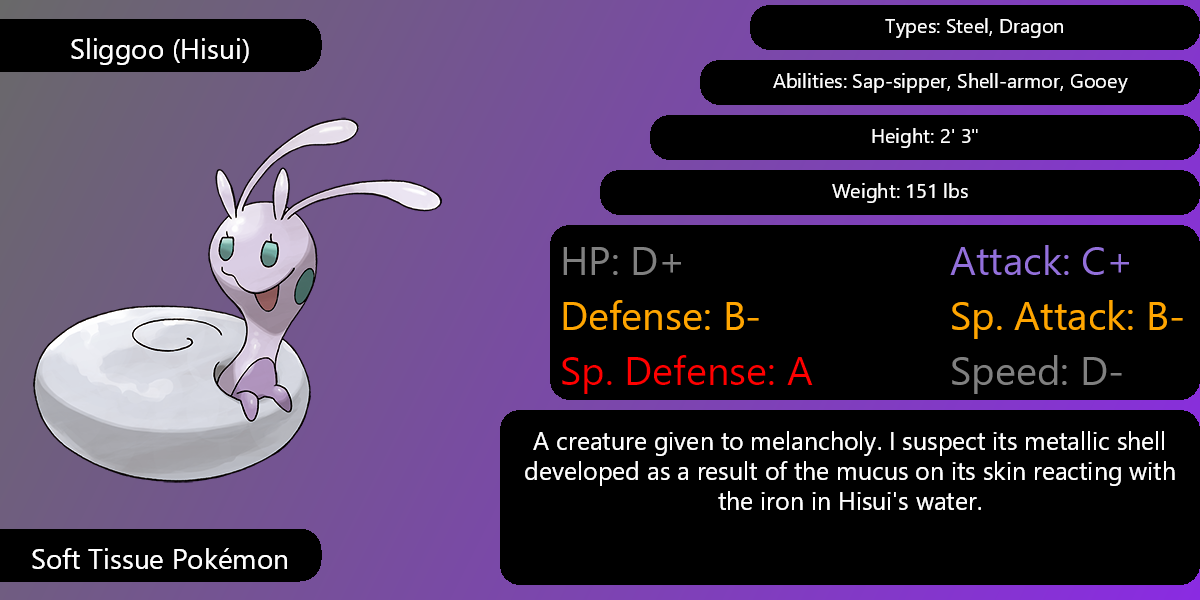 Sliggoo (Hisui)
Types: Steel, Dragon
Abilities: Sap-sipper, Shell-armor, Gooey
Height: 2' 3"
Weight: 151 lbs
HP: D+
Attack: C+
Defense: B-
Sp. Attack: B-
Sp. Defense: A
Speed: D-
A creature given to melancholy. I suspect its metallic shell
developed as a result of the mucus on its skin reacting with
the iron in Hisui's water.
Soft Tissue Pokémon